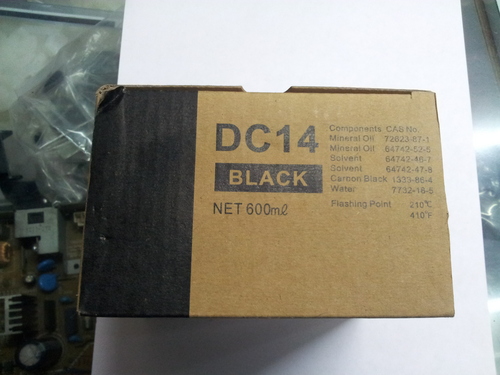 DC14
BLACK
NET 600ml
Components CAS No.
Mineral Oil 72623-87-1
Mineral Oil 64742-52-5
Solvent 64742-46-7
Solvent 64742-47-8
Carbon Black 1333-86-4
Water 7732-18-5
Flashing Point 210℃
410°F